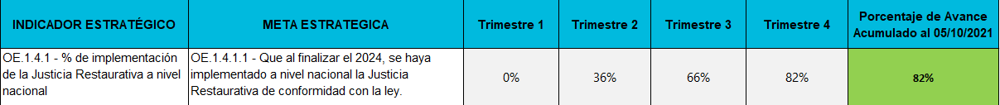 INDICADOR ESTRATÉGICO
META ESTRATEGICA
Trimestre 1
Trimestre 2
Trimestre 3
Trimestre 4
Porcentaje de Avance
Acumulado al 05/10/2021
OE.1.4.1 - % de implementación
de la Justicia Restaurativa a nivel
nacional
OE.1.4.1.1 - Que al finalizar el 2024, se haya
implementado a nivel nacional la Justicia
Restaurativa de conformidad con la ley.
0%
36%
66%
82%
82%